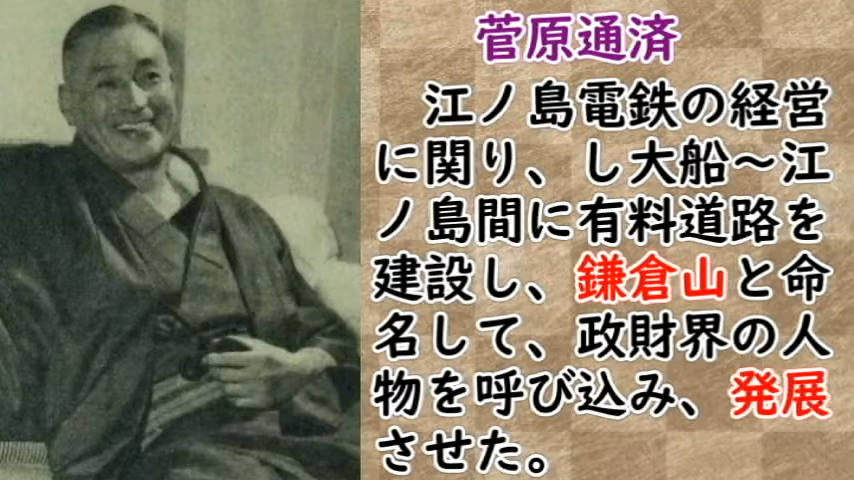 菅原通済
江ノ島電鉄の経営
に関り、し大船～江
ノ島間に有料道路を
建設し、鎌倉山と命
名して、政財界の人
物を呼び込み、発展
させた。